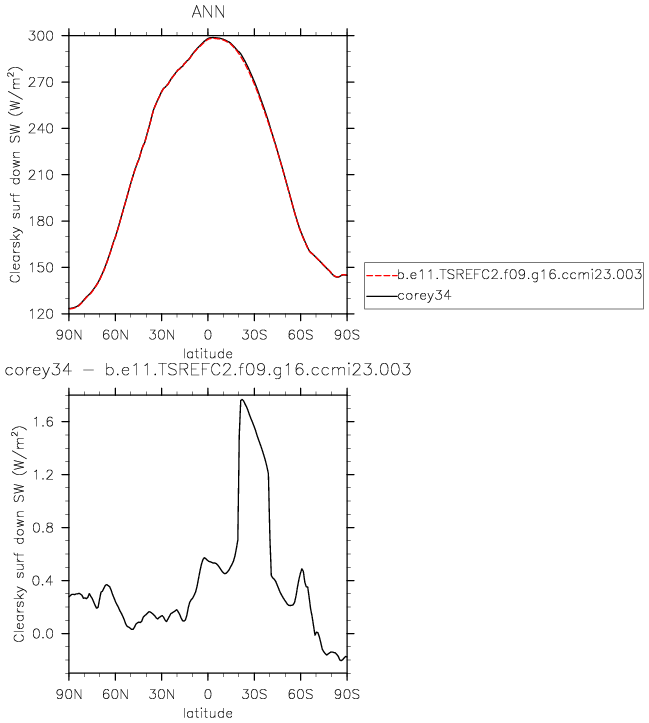 ANN
Clearsky surf down SW (W/m²)
300
270
240
210
180
150
120
90N 60N 30N 0 30S 60S 90S
latitude
b.e11.TSREFC2.f09.g16.ccmi23.003
corey34
corey34 - b.e11.TSREFC2.f09.g16.ccmi23.003
Clearsky surf down SW (W/m²)
1.6
1.2
0.8
0.4
0.0
90N 60N 30N 0 30S 60S 90S
latitude